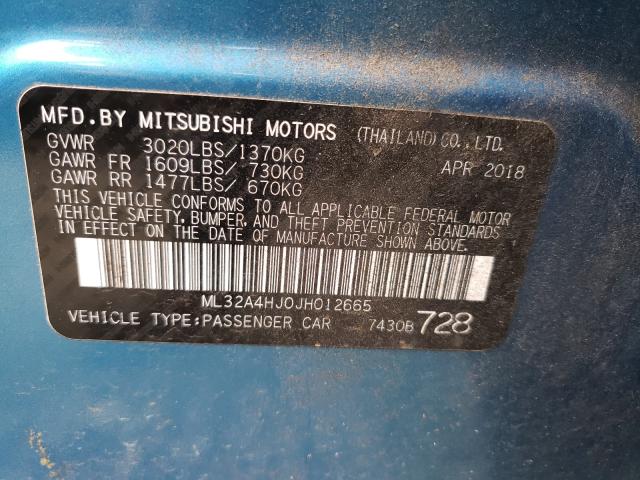 MFD.BY MITSUBISHI MOTORS (THAILAND)CO.,LTD.
GVWR 3020LBS/1370KG APR 2018
GAWR FR 1609LBS/ 730KG
GAWR RR 1477LBS/ 670KG
THIS VEHICLE CONFORMS TO ALL APPLICABLE FEDERAL MOTOR
VEHICLE SAFETY, BUMPER, AND THEFT PREVENTION STANDARDS
IN EFFECT ON THE DATE OF MANUFACTURE SHOWN ABOVE.
ML32A4HJ0JH012665
VEHICLE TYPE:PASSENGER CAR 7430B 728